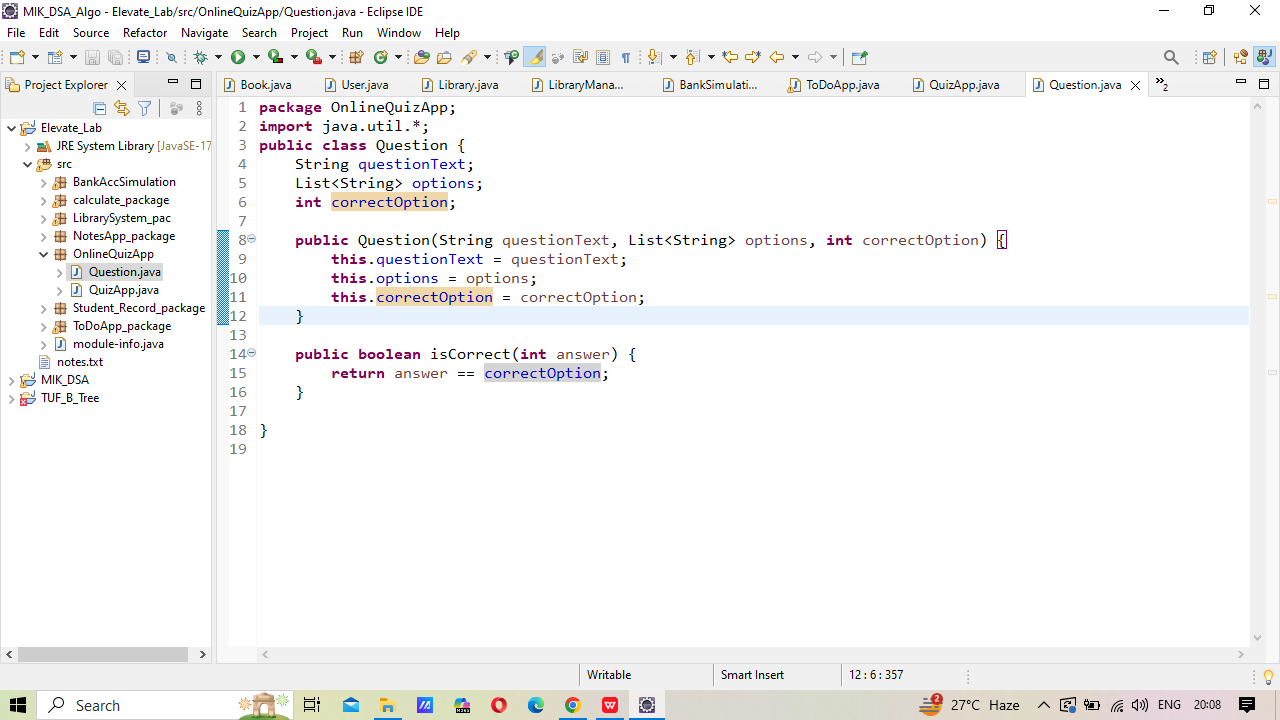 MIK_DSA_Algo - Elevate_Lab/src/OnlineQuizApp/Question.java - Eclipse IDE
File Edit Source Refactor Navigate Search Project Run Window Help
Project Explorer
Book.java User.java Library.java LibraryMana... BankSimulati... ToDoApp.java QuizApp.java Question.java »2
Elevate_Lab
JRE System Library [JavaSE-17
src
BankAccSimulation
calculate_package
LibrarySystem_pac
NotesApp_package
OnlineQuizApp
Question.java
QuizApp.java
Student_Record_package
ToDoApp_package
module-info.java
notes.txt
MIK_DSA
TUF_B_Tree
1 package OnlineQuizApp;
2 import java.util.*;
3 public class Question {
4     String questionText;
5     List<String> options;
6     int correctOption;
7
8     public Question(String questionText, List<String> options, int correctOption) {
9         this.questionText = questionText;
10         this.options = options;
11         this.correctOption = correctOption;
12     }
13
14     public boolean isCorrect(int answer) {
15         return answer == correctOption;
16     }
17
18 }
19
Writable Smart Insert 12 : 6 : 357
Search 2 27°C Haze ENG 20:08